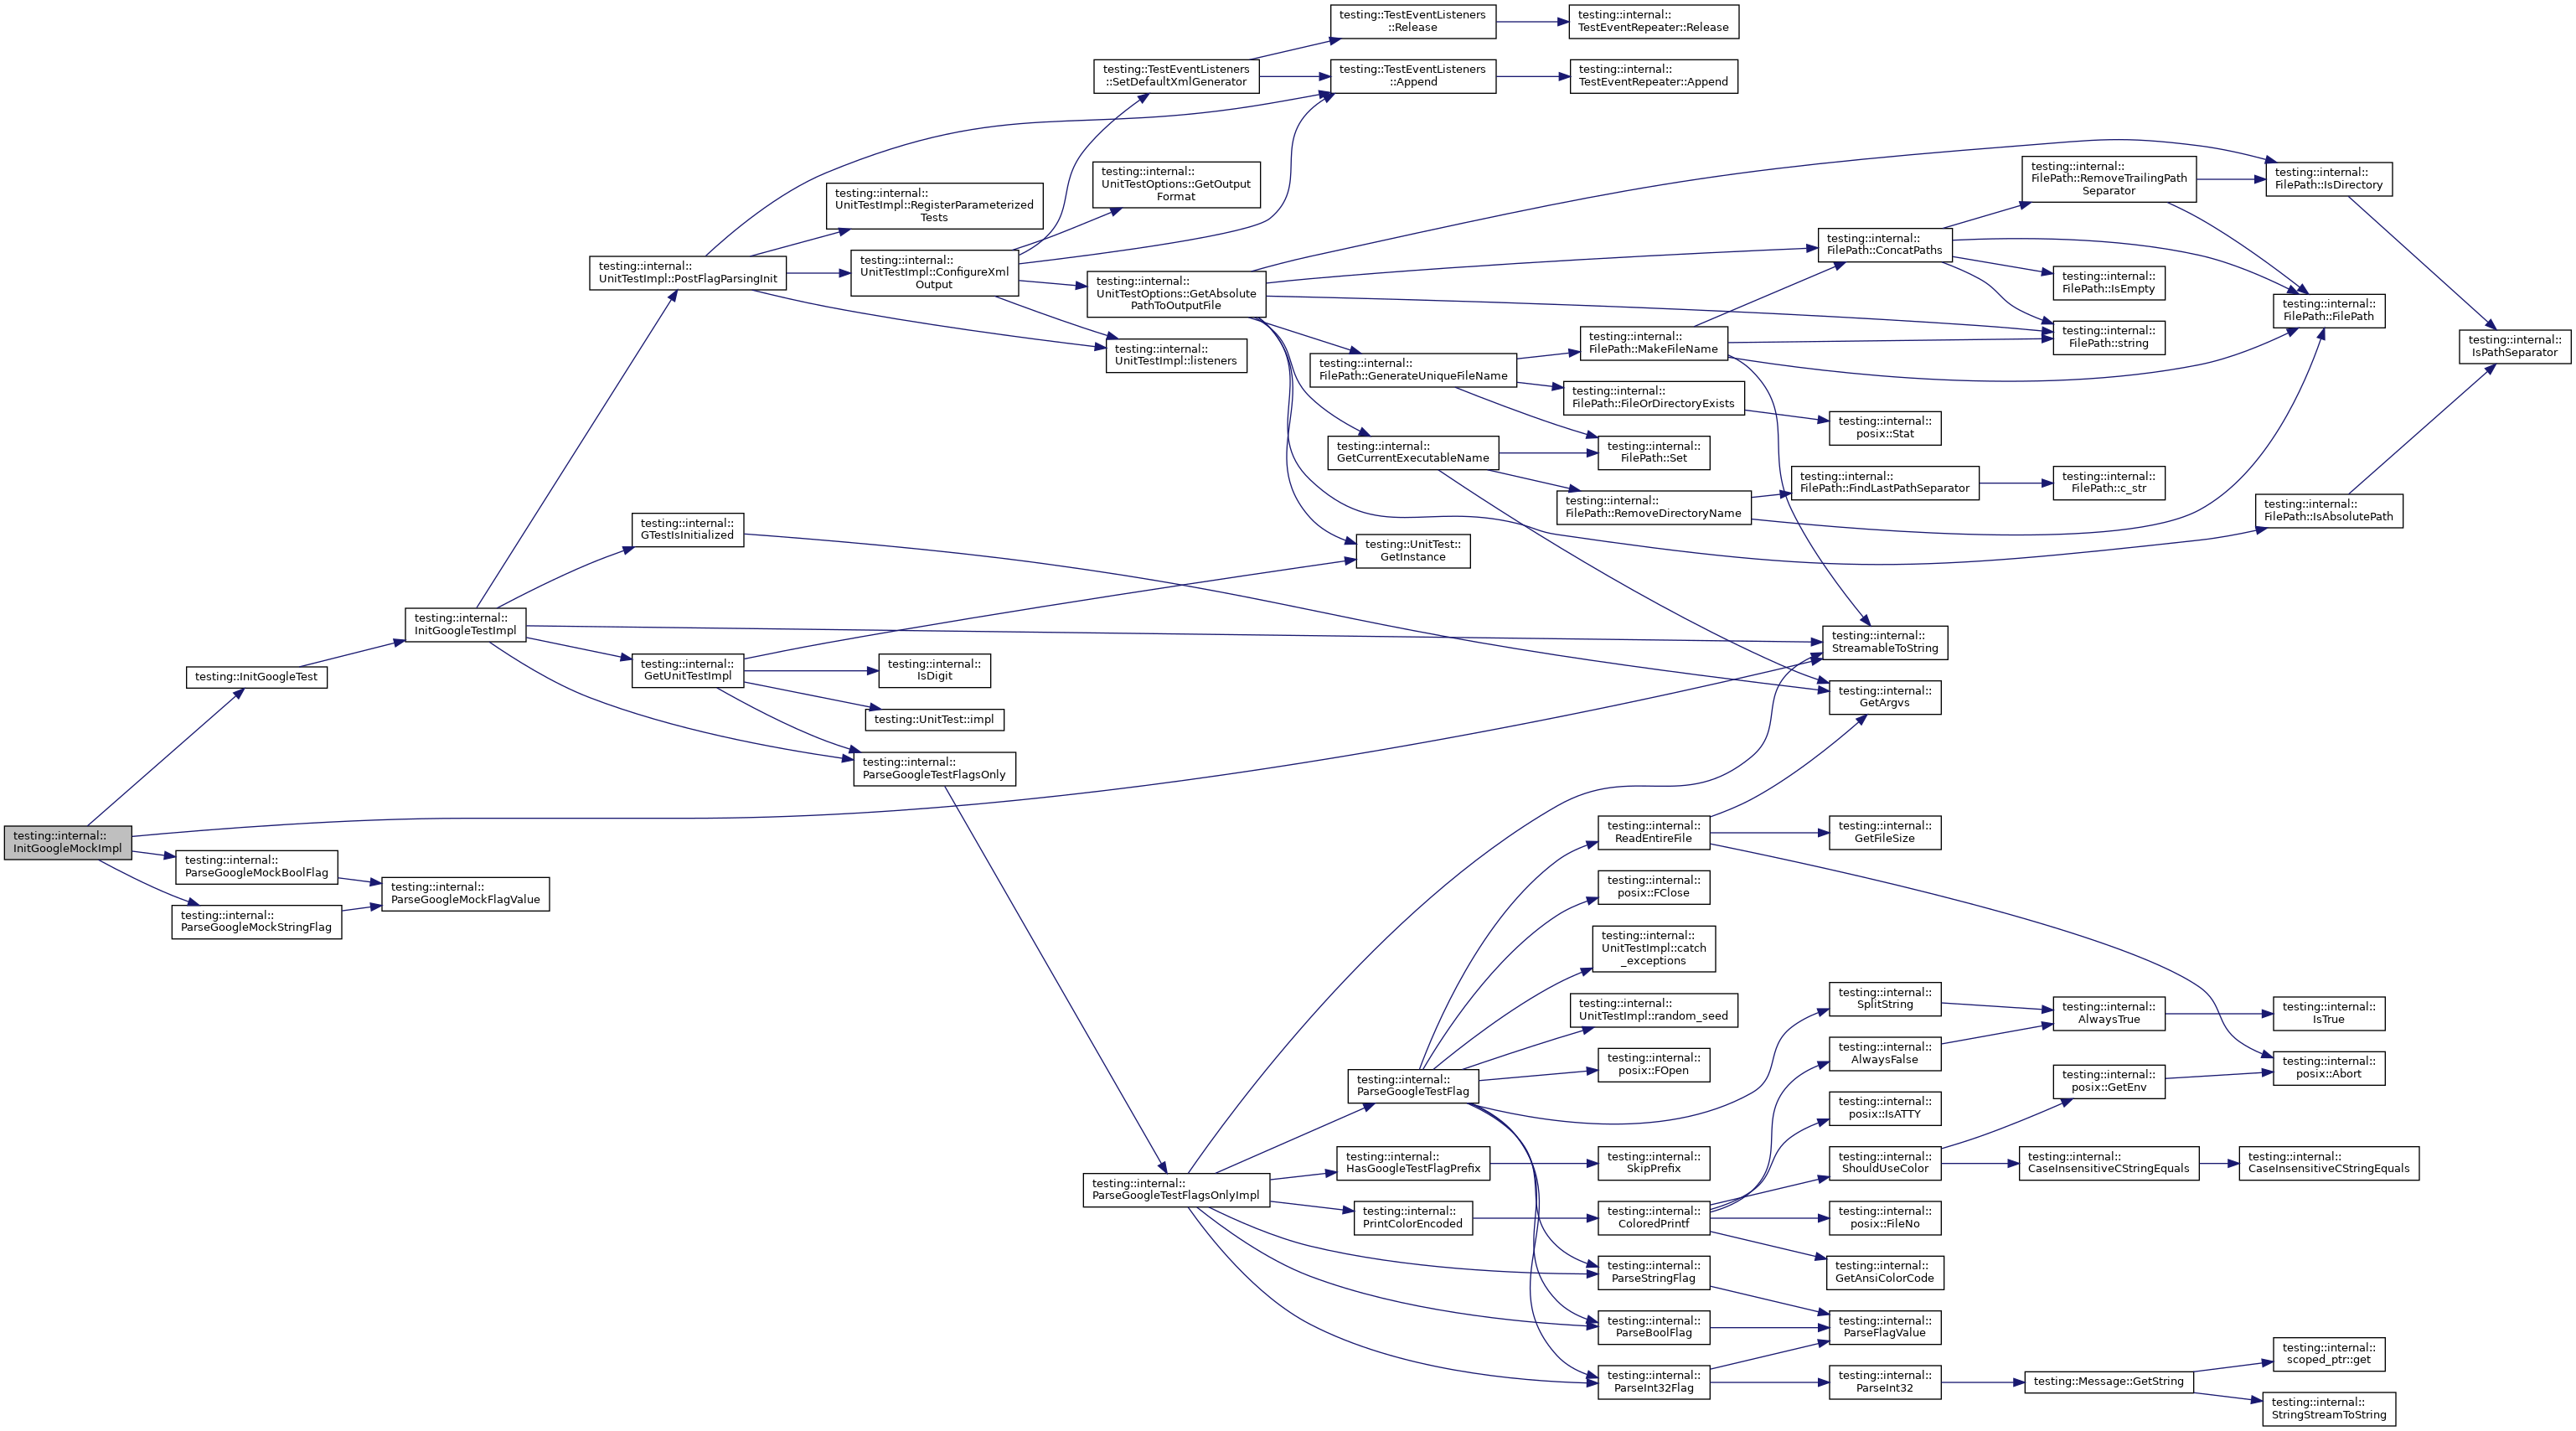 testing::internal::
InitGoogleMockImpl
testing::InitGoogleTest
testing::internal::
ParseGoogleMockBoolFlag
testing::internal::
ParseGoogleMockStringFlag
testing::internal::
ParseGoogleMockFlagValue
testing::internal::
InitGoogleTestImpl
testing::internal::
UnitTestImpl::PostFlagParsingInit
testing::internal::
GTestIsInitialized
testing::internal::
GetUnitTestImpl
testing::internal::
UnitTestImpl::RegisterParameterized
Tests
testing::internal::
UnitTestImpl::ConfigureXml
Output
testing::internal::
IsDigit
testing::UnitTest::impl
testing::internal::
ParseGoogleTestFlagsOnly
testing::TestEventListeners
::SetDefaultXmlGenerator
testing::internal::
UnitTestOptions::GetOutput
Format
testing::internal::
UnitTestOptions::GetAbsolute
PathToOutputFile
testing::internal::
UnitTestImpl::listeners
testing::internal::
ParseGoogleTestFlagsOnlyImpl
testing::TestEventListeners
::Release
testing::TestEventListeners
::Append
testing::internal::
FilePath::GenerateUniqueFileName
testing::internal::
GetCurrentExecutableName
testing::UnitTest::
GetInstance
testing::internal::
ParseGoogleTestFlag
testing::internal::
HasGoogleTestFlagPrefix
testing::internal::
PrintColorEncoded
testing::internal::
TestEventRepeater::Release
testing::internal::
TestEventRepeater::Append
testing::internal::
FilePath::MakeFileName
testing::internal::
FilePath::FileOrDirectoryExists
testing::internal::
FilePath::Set
testing::internal::
FilePath::RemoveDirectoryName
testing::internal::
ReadEntireFile
testing::internal::
posix::FClose
testing::internal::
UnitTestImpl::catch
_exceptions
testing::internal::
UnitTestImpl::random_seed
testing::internal::
posix::FOpen
testing::internal::
SkipPrefix
testing::internal::
ColoredPrintf
testing::internal::
ParseStringFlag
testing::internal::
ParseBoolFlag
testing::internal::
ParseInt32Flag
testing::internal::
FilePath::ConcatPaths
testing::internal::
posix::Stat
testing::internal::
FilePath::FindLastPathSeparator
testing::internal::
StreamableToString
testing::internal::
GetArgvs
testing::internal::
GetFileSize
testing::internal::
SplitString
testing::internal::
AlwaysFalse
testing::internal::
posix::IsATTY
testing::internal::
ShouldUseColor
testing::internal::
posix::FileNo
testing::internal::
GetAnsiColorCode
testing::internal::
ParseFlagValue
testing::internal::
ParseInt32
testing::internal::
FilePath::RemoveTrailingPath
Separator
testing::internal::
FilePath::IsEmpty
testing::internal::
FilePath::string
testing::internal::
FilePath::c_str
testing::internal::
AlwaysTrue
testing::internal::
posix::GetEnv
testing::internal::
CaseInsensitiveCStringEquals
testing::Message::GetString
testing::internal::
FilePath::IsDirectory
testing::internal::
FilePath::FilePath
testing::internal::
FilePath::IsAbsolutePath
testing::internal::
IsTrue
testing::internal::
posix::Abort
testing::internal::
CaseInsensitiveCStringEquals
testing::internal::
scoped_ptr::get
testing::internal::
StringStreamToString
testing::internal::
IsPathSeparator